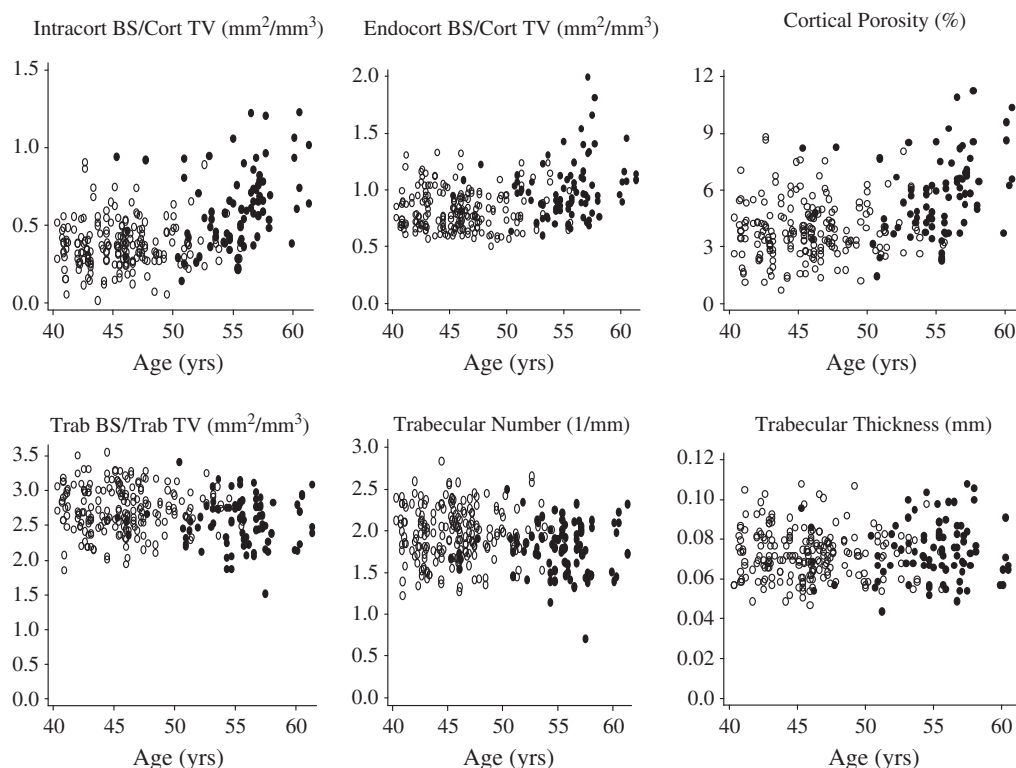 Intracort BS/Cort TV (mm²/mm³)
1.5
1.0
0.5
0.0
40 45 50 55 60
Age (yrs)
Endocort BS/Cort TV (mm²/mm³)
2.0
1.5
1.0
0.5
0.0
40 45 50 55 60
Age (yrs)
Cortical Porosity (%)
12
9
6
3
0
40 45 50 55 60
Age (yrs)
Trab BS/Trab TV (mm²/mm³)
3.5
3.0
2.5
2.0
1.5
1.0
0.5
0.0
40 45 50 55 60
Age (yrs)
Trabecular Number (1/mm)
3.0
2.5
2.0
1.5
1.0
0.5
0.0
40 45 50 55 60
Age (yrs)
Trabecular Thickness (mm)
0.12
0.10
0.08
0.06
0.04
0.02
0.0
40 45 50 55 60
Age (yrs)